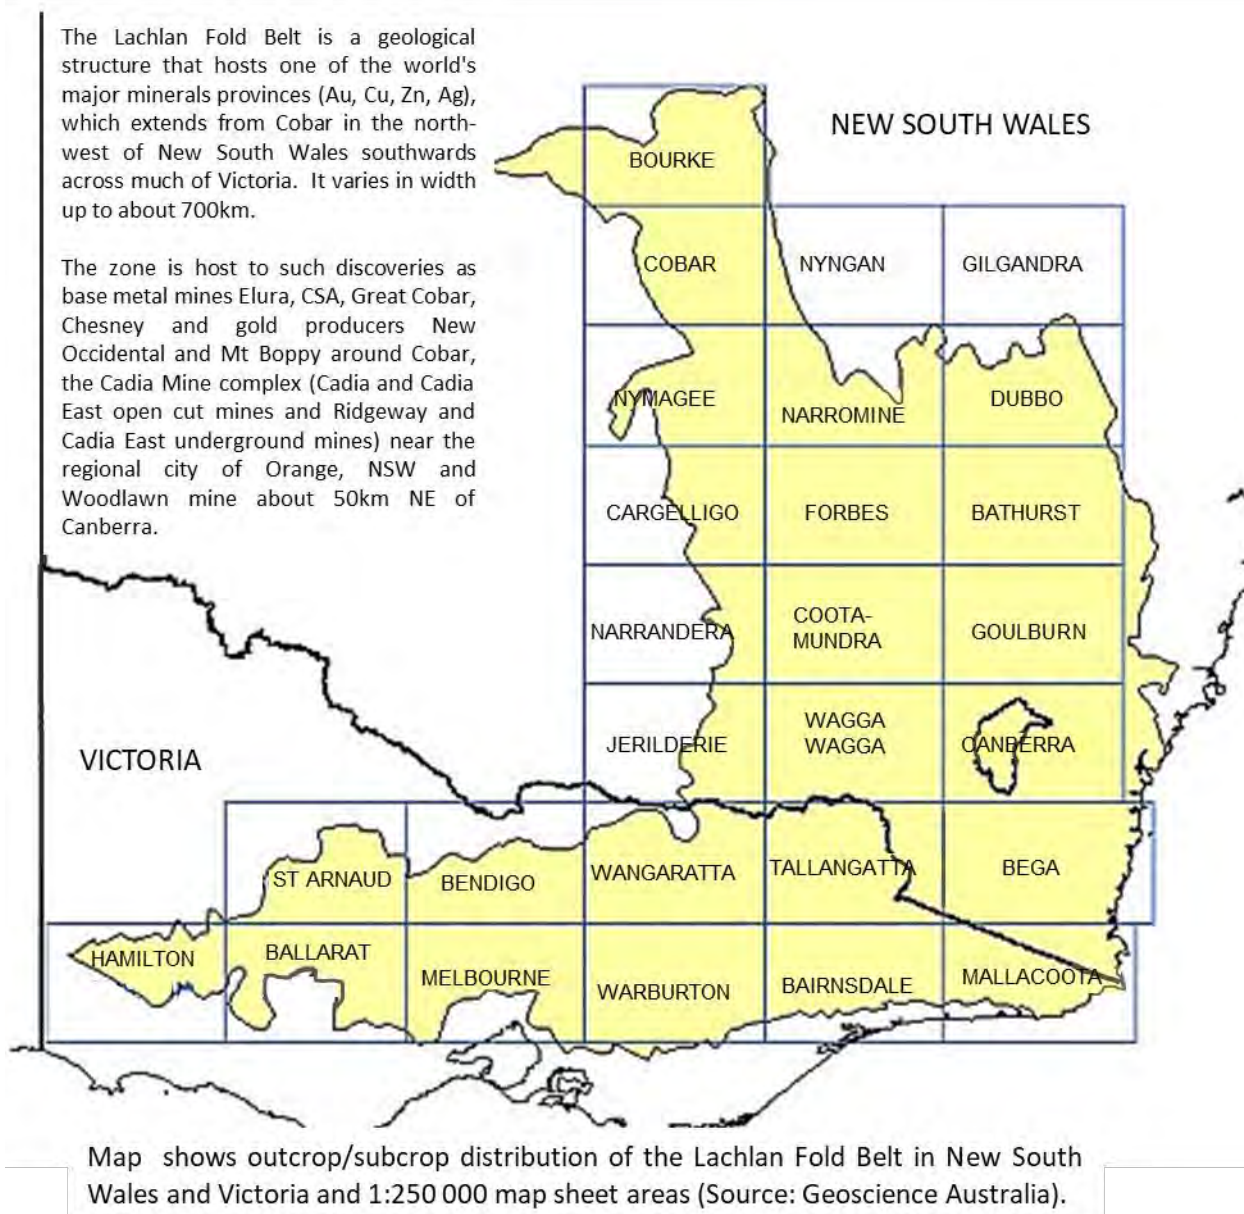 The Lachlan Fold Belt is a geological
structure that hosts one of the world's
major minerals provinces (Au, Cu, Zn, Ag),
which extends from Cobar in the north-
west of New South Wales southwards
across much of Victoria. It varies in width
up to about 700km.
The zone is host to such discoveries as
base metal mines Elura, CSA, Great Cobar,
Chesney and gold producers New
Occidental and Mt Boppy around Cobar,
the Cadia Mine complex (Cadia and Cadia
East open cut mines and Ridgeway and
Cadia East underground mines) near the
regional city of Orange, NSW and
Woodlawn mine about 50km NE of
Canberra.
NEW SOUTH WALES
BOURKE
COBAR
NYNGAN
GILGANDRA
NYMAGEE
NARROMINE
DUBBO
CARGELLIGO
FORBES
BATHURST
NARRANDERA
COOTA-
MUNDRA
GOULBURN
JERILDERIE
WAGGA
WAGGA
CANBERRA
VICTORIA
ST ARNAUD
BENDIGO
WANGARATTA
TALLANGATTA
BEGA
HAMILTON
BALLARAT
MELBOURNE
WARBURTON
BAIRNSDALE
MALLACOOTA
Map shows outcrop/subcrop distribution of the Lachlan Fold Belt in New South
Wales and Victoria and 1:250 000 map sheet areas (Source: Geoscience Australia).